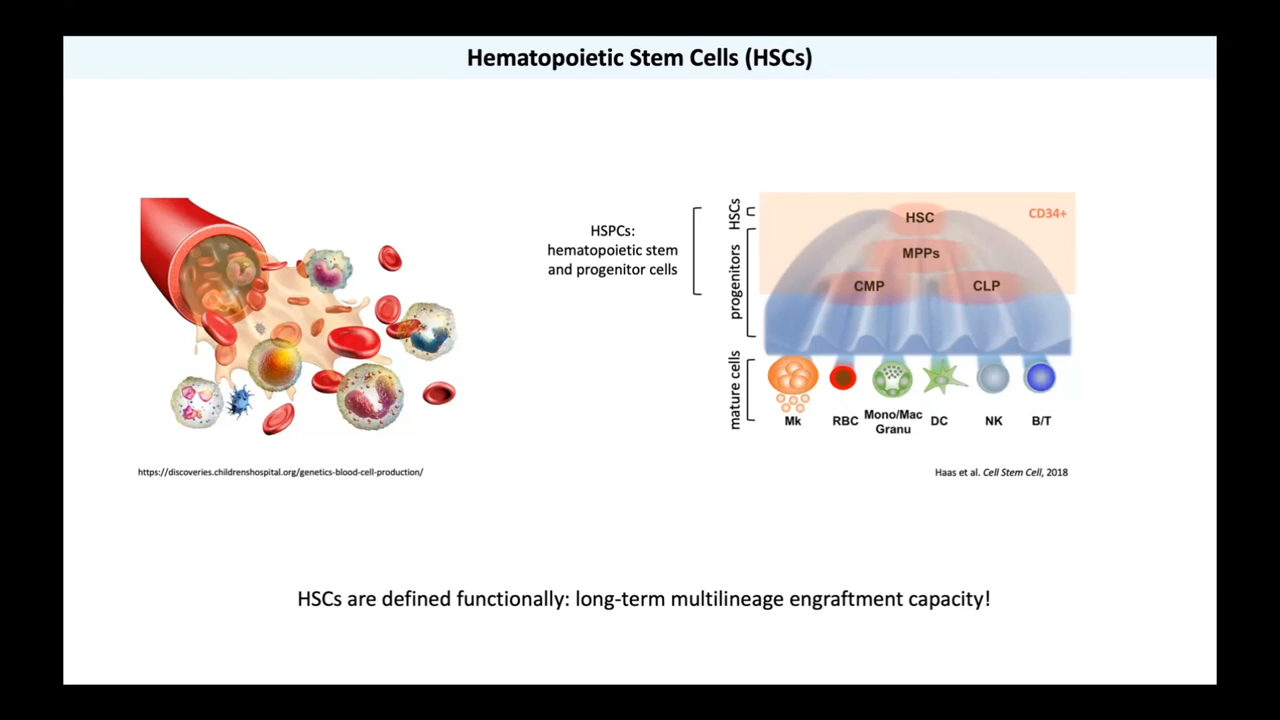 Hematopoietic Stem Cells (HSCs)
HSPCs:
hematopoietic stem
and progenitor cells
HSCs
progenitors
mature cells
CD34+
HSC
MPPs
CMP
CLP
Mk
RBC
Mono/Mac
Granu
DC
NK
B/T
https://discoveries.childrenshospital.org/genetics-blood-cell-production/
Haas et al. Cell Stem Cell, 2018
HSCs are defined functionally: long-term multilineage engraftment capacity!